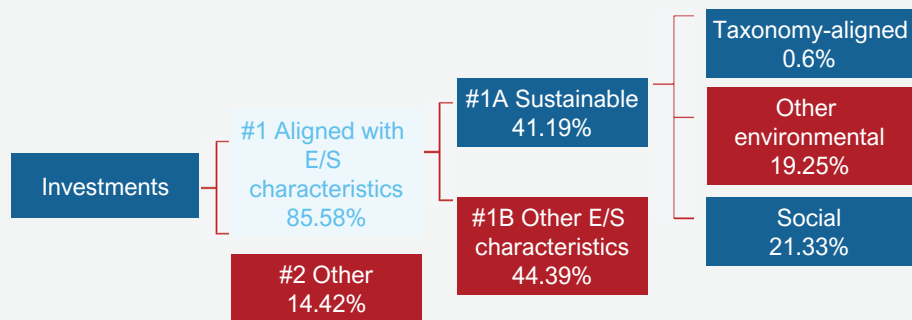 Investments
#1 Aligned with
E/S
characteristics
85.58%
#2 Other
14.42%
#1A Sustainable
41.19%
#1B Other E/S
characteristics
44.39%
Taxonomy-aligned
0.6%
Other
environmental
19.25%
Social
21.33%